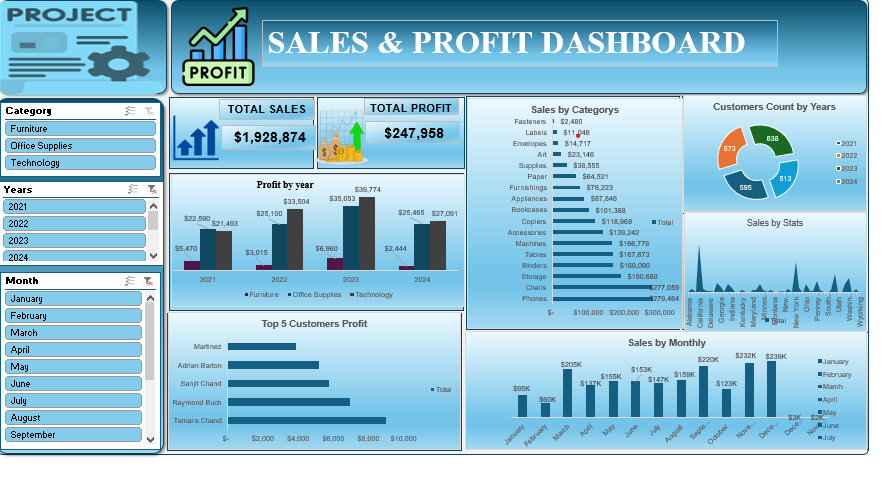 PROJECT
PROFIT
SALES & PROFIT DASHBOARD
Category
Furniture
Office Supplies
Technology
Years
2021
2022
2023
2024
Month
January
February
March
April
May
June
July
August
September
TOTAL SALES
$1,928,874
TOTAL PROFIT
$247,958
Profit by year
$5,470 $22,590 $21,493
$3,015 $25,100 $33,504
$6,960 $35,053 $39,774
$2,444 $25,465 $27,091
2021 2022 2023 2024
Furniture Office Supplies Technology
Top 5 Customers Profit
Martinez
Adrian Barton
Sanjit Chand
Raymond Buch
Tamara Chand
Total
$- $2,000 $4,000 $6,000 $8,000 $10,000
Sales by Categorys
Fasteners $2,480
Labels $11,046
Envelopes $14,717
Art $23,146
Supplies $38,555
Paper $64,521
Furnishings $76,223
Appliances $87,846
Bookcases $101,388
Copiers $118,968
Accessories $139,242
Machines $166,778
Tables $167,673
Binders $169,090
Storage $190,680
Chairs $277,059
Phones $279,464
Total
$- $100,000 $200,000 $300,000
Customers Count by Years
638
513
595
573
2021
2022
2023
2024
Sales by Stats
Alabama
California
Delaware
Georgia
Indiana
Kentucky
Maryland
Minnes...
Montana
New...
New York
Ohio
Penney...
South...
Utah
Washin...
Wyoming
Total
Sales by Monthly
$95K $60K $205K $137K $155K $153K $147K $159K $220K $123K $232K $239K $3K $2K
January February March April May June July August Septe... October Nove... Dece... Dece... Nov...
January
February
March
April
May
June
July